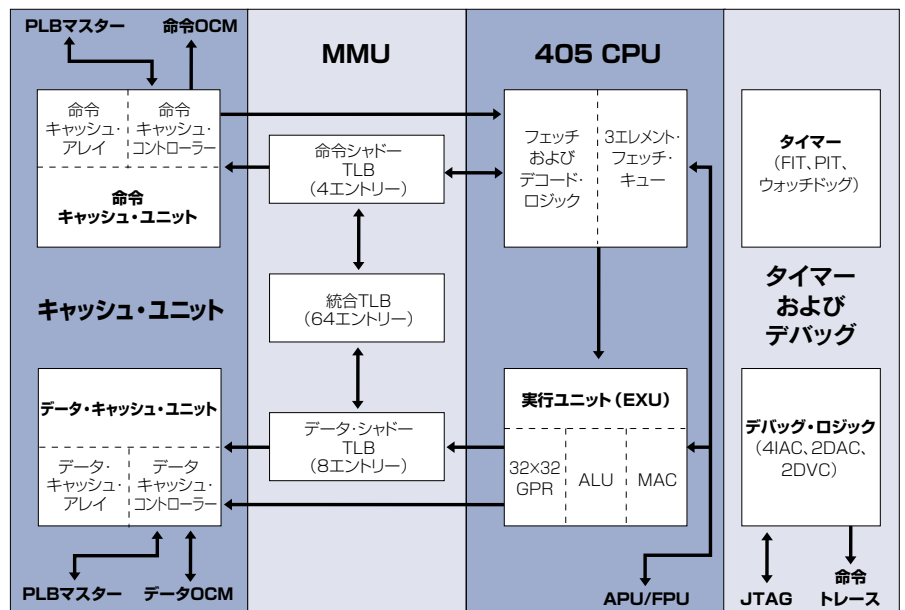 PLBマスター
命令OCM
MMU
405 CPU
命令
キャッシュ・
アレイ
命令
キャッシュ・
コントローラー
命令
キャッシュ・ユニット
命令シャドー
TLB
(4エントリー)
フェッチ
および
デコード・
ロジック
3エレメント・
フェッチ・
キュー
タイマー
(FIT、PIT、
ウォッチドッグ)
キャッシュ・ユニット
統合TLB
(64エントリー)
タイマー
および
デバッグ
データ・キャッシュ・ユニット
データ・
キャッシュ・
アレイ
データ
キャッシュ・
コントローラー
データ・シャドー
TLB
(8エントリー)
実行ユニット(EXU)
32×32
GPR
ALU
MAC
デバッグ・ロジック
(4IAC、2DAC、
2DVC)
PLBマスター
データOCM
APU/FPU
JTAG
命令
トレース